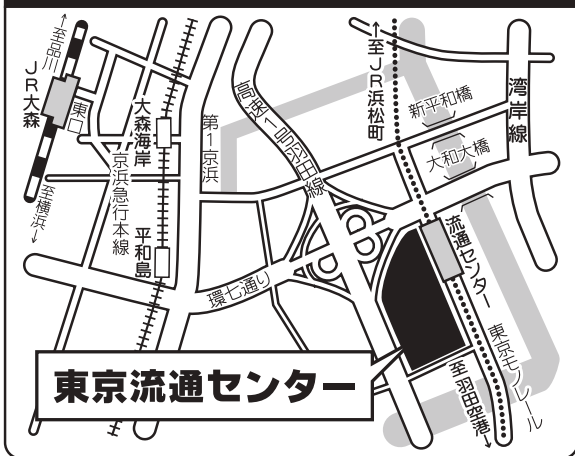 ↑至品川
JR大森
東口
至横浜↓
大森海岸
京浜急行本線
平和島
第1京浜
高速1号羽田線
環七通り
↑至JR浜松町
新平和橋
大和大橋
湾岸線
流通センター
東京モノレール
至羽田空港↓
東京流通センター